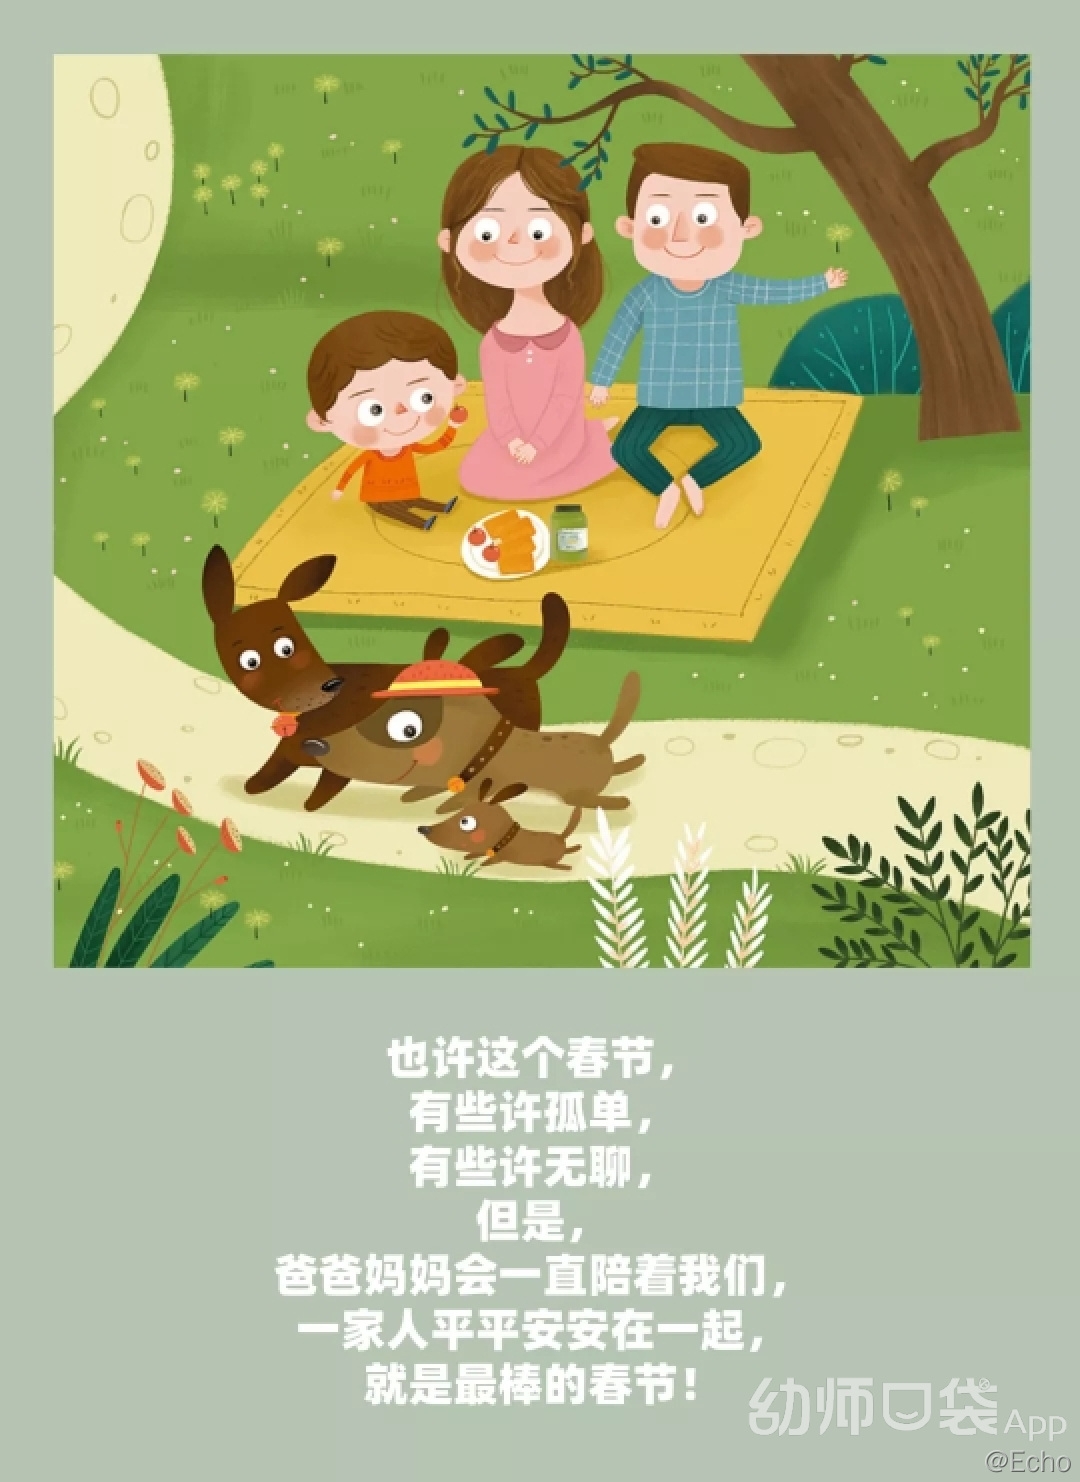 也许这个春节，
有些许孤单，
有些许无聊，
但是，
爸爸妈妈会一直陪着我们，
一家人平平安安在一起，
就是最棒的春节！
幼师口袋 App
@Echo